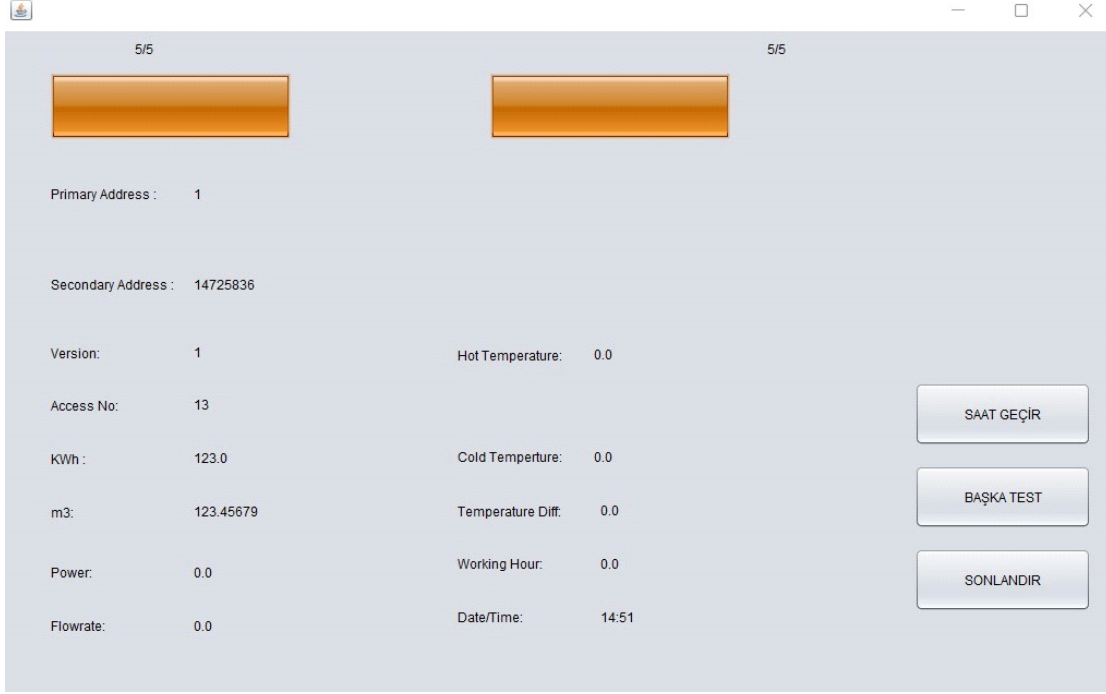 5/5 5/5
Primary Address : 1
Secondary Address : 14725836
Version: 1 Hot Temperature: 0.0
Access No: 13
SAAT GEÇİR
KWh : 123.0 Cold Temperture: 0.0
BAŞKA TEST
m3: 123.45679 Temperature Diff: 0.0
Power: 0.0 Working Hour: 0.0
SONLANDIR
Flowrate: 0.0 Date/Time: 14:51